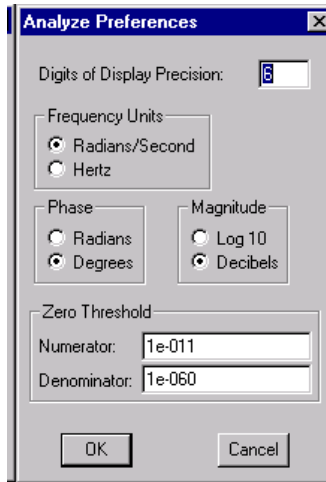 Analyze Preferences
Digits of Display Precision: 6
Frequency Units
Radians/Second
Hertz
Phase
Radians
Degrees
Magnitude
Log 10
Decibels
Zero Threshold
Numerator: 1e-011
Denominator: 1e-060
OK Cancel